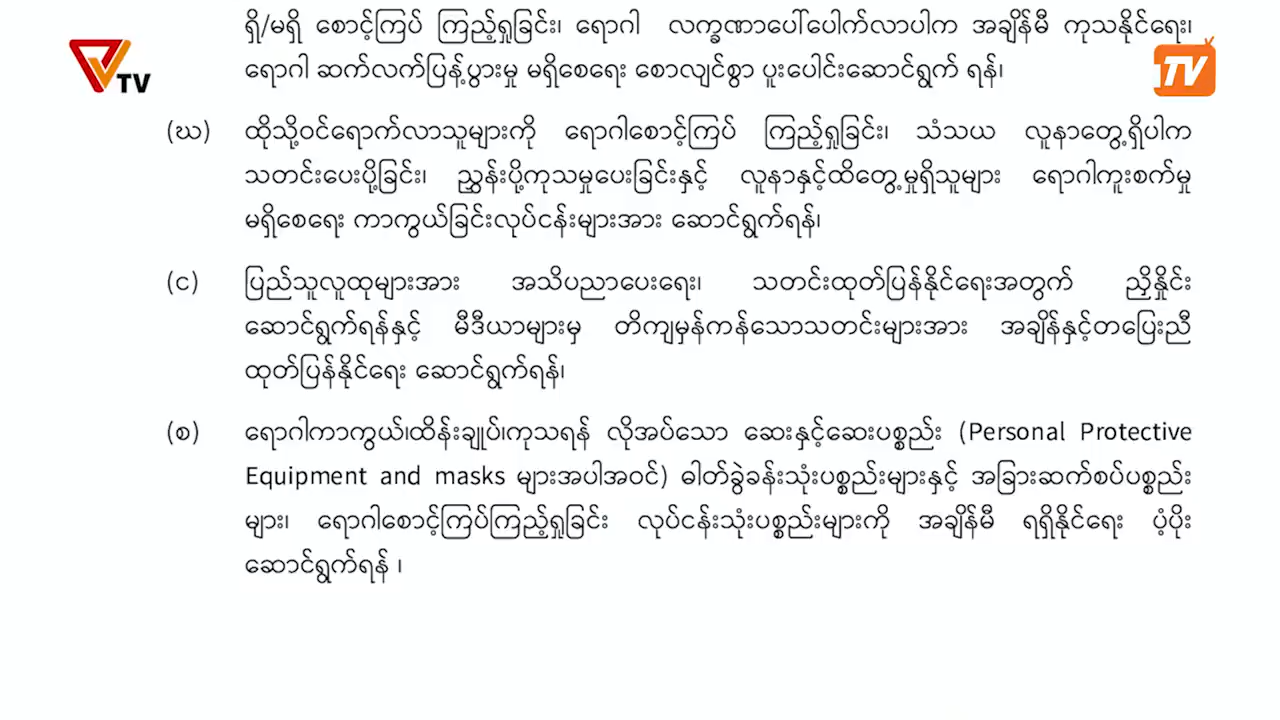 ရှိ/မရှိ စောင့်ကြပ် ကြည့်ရှုခြင်း၊ ရောဂါ လက္ခဏာပေါ်ပေါက်လာပါက အချိန်မီ ကုသနိုင်ရေး၊
ရောဂါ ဆက်လက်ပြန့်ပွားမှု မရှိစေရေး စောလျင်စွာ ပူးပေါင်းဆောင်ရွက် ရန်၊
TV
TV
(ဃ) ထိုသို့ဝင်ရောက်လာသူများကို ရောဂါစောင့်ကြပ် ကြည့်ရှုခြင်း၊ သံသယ လူနာတွေ့ရှိပါက
သတင်းပေးပို့ခြင်း၊ ညွှန်းပို့ကုသမှုပေးခြင်းနှင့် လူနာနှင့်ထိတွေ့မှုရှိသူများ ရောဂါကူးစက်မှု
မရှိစေရေး ကာကွယ်ခြင်းလုပ်ငန်းများအား ဆောင်ရွက်ရန်၊
(င) ပြည်သူလူထုများအား အသိပညာပေးရေး၊ သတင်းထုတ်ပြန်နိုင်ရေးအတွက် ညှိနှိုင်း
ဆောင်ရွက်ရန်နှင့် မီဒီယာများမှ တိကျမှန်ကန်သောသတင်းများအား အချိန်နှင့်တပြေးညီ
ထုတ်ပြန်နိုင်ရေး ဆောင်ရွက်ရန်၊
(စ) ရောဂါကာကွယ်၊ထိန်းချုပ်၊ကုသရန် လိုအပ်သော ဆေးနှင့်ဆေးပစ္စည်း (Personal Protective
Equipment and masks များအပါအဝင်) ဓါတ်ခွဲခန်းသုံးပစ္စည်းများနှင့် အခြားဆက်စပ်ပစ္စည်း
များ၊ ရောဂါစောင့်ကြပ်ကြည့်ရှုခြင်း လုပ်ငန်းသုံးပစ္စည်းများကို အချိန်မီ ရရှိနိုင်ရေး ပံ့ပိုး
ဆောင်ရွက်ရန် ၊